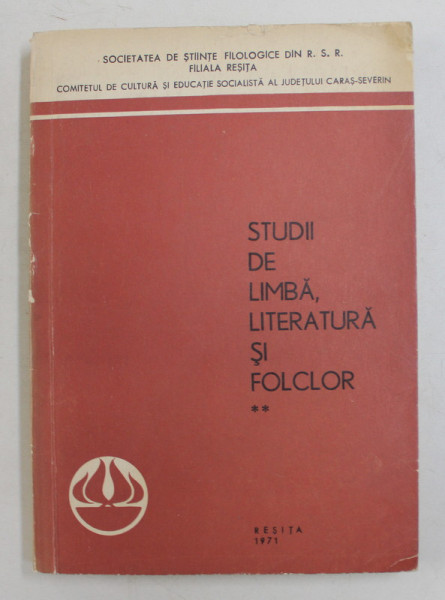 SOCIETATEA DE ŞTIINŢE FILOLOGICE DIN R. S. R.
FILIALA REŞIŢA
COMITETUL DE CULTURĂ ŞI EDUCAŢIE SOCIALISTĂ AL JUDEŢULUI CARAŞ-SEVERIN
STUDII
DE
LIMBĂ,
LITERATURĂ
ŞI
FOLCLOR
**
REŞIŢA
1971